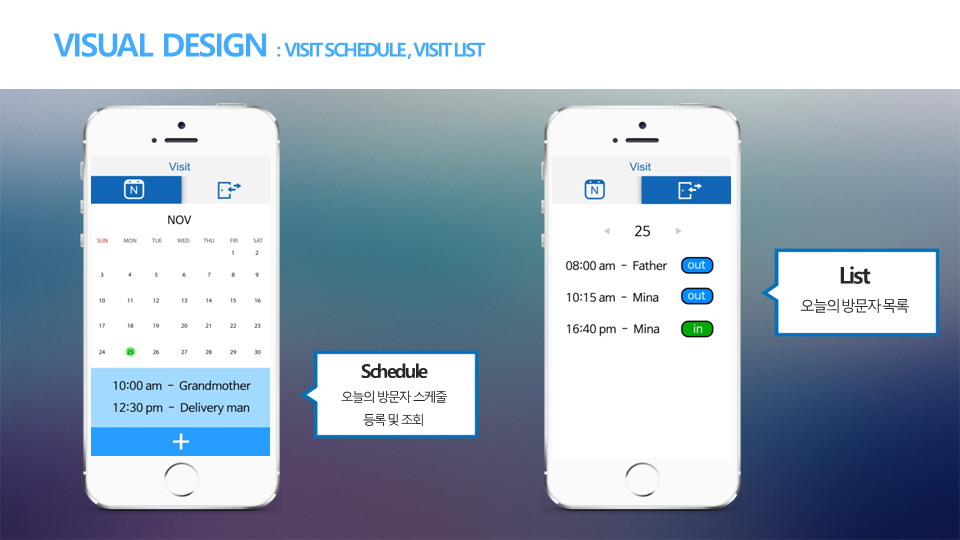 VISUAL DESIGN : VISIT SCHEDULE , VISIT LIST
Visit
N
NOV
SUN MON TUE WED THU FRI SAT
1 2
3 4 5 6 7 8 9
10 11 12 13 14 15 16
17 18 19 20 21 22 23
24 25 26 27 28 29 30
10:00 am - Grandmother
12:30 pm - Delivery man
+
Schedule
오늘의 방문자 스케줄
등록 및 조회
Visit
N
25
08:00 am - Father out
10:15 am - Mina out
16:40 pm - Mina in
List
오늘의 방문자 목록